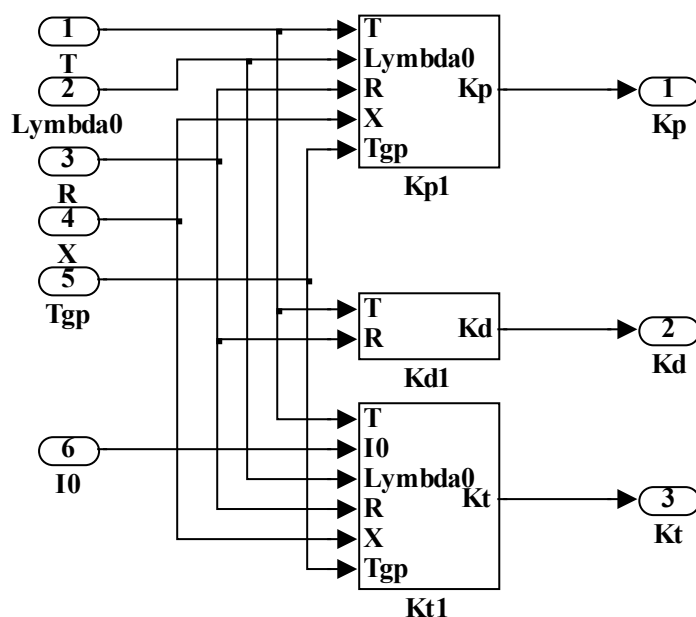 1
T
2
Lymbda0
3
R
4
X
5
Tgp
6
I0
T
Lymbda0
R
X
Tgp
Kp
Kp1
1
Kp
T
R
Kd
Kd1
2
Kd
T
I0
Lymbda0
R
X
Tgp
Kt
Kt1
3
Kt